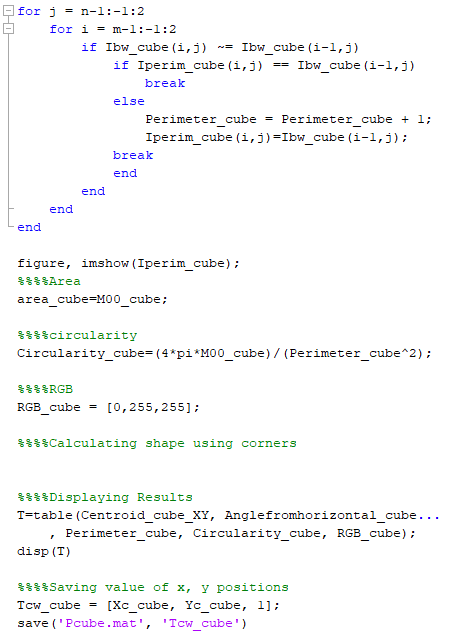 for j = n-1:-1:2
    for i = m-1:-1:2
        if Ibw_cube(i,j) ~= Ibw_cube(i-1,j)
            if Iperim_cube(i,j) == Ibw_cube(i-1,j)
                break
            else
                Perimeter_cube = Perimeter_cube + 1;
                Iperim_cube(i,j)=Ibw_cube(i-1,j);
            break
            end
        end
    end
end

figure, imshow(Iperim_cube);
%%%%Area
area_cube=M00_cube;

%%%%circularity
Circularity_cube=(4*pi*M00_cube)/(Perimeter_cube^2);

%%%%RGB
RGB_cube = [0,255,255];

%%%%Calculating shape using corners


%%%%Displaying Results
T=table(Centroid_cube_XY, Anglefromhorizontal_cube...
    , Perimeter_cube, Circularity_cube, RGB_cube);
disp(T)

%%%%Saving value of x, y positions
Tcw_cube = [Xc_cube, Yc_cube, 1];
save('Pcube.mat', 'Tcw_cube')